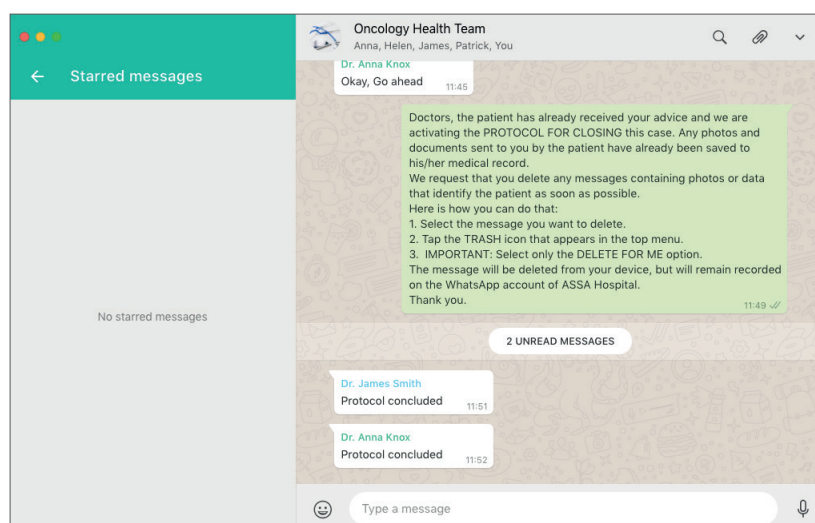 Starred messages
No starred messages
Oncology Health Team
Anna, Helen, James, Patrick, You
Dr. Anna Knox
Okay, Go ahead
11:45
Doctors, the patient has already received your advice and we are
activating the PROTOCOL FOR CLOSING this case. Any photos and
documents sent to you by the patient have already been saved to
his/her medical record.
We request that you delete any messages containing photos or data
that identify the patient as soon as possible.
Here is how you can do that:
1. Select the message you want to delete.
2. Tap the TRASH icon that appears in the top menu.
3. IMPORTANT: Select only the DELETE FOR ME option.
The message will be deleted from your device, but will remain recorded
on the WhatsApp account of ASSA Hospital.
Thank you.
11:49
2 UNREAD MESSAGES
Dr. James Smith
Protocol concluded
11:51
Dr. Anna Knox
Protocol concluded
11:52
Type a message